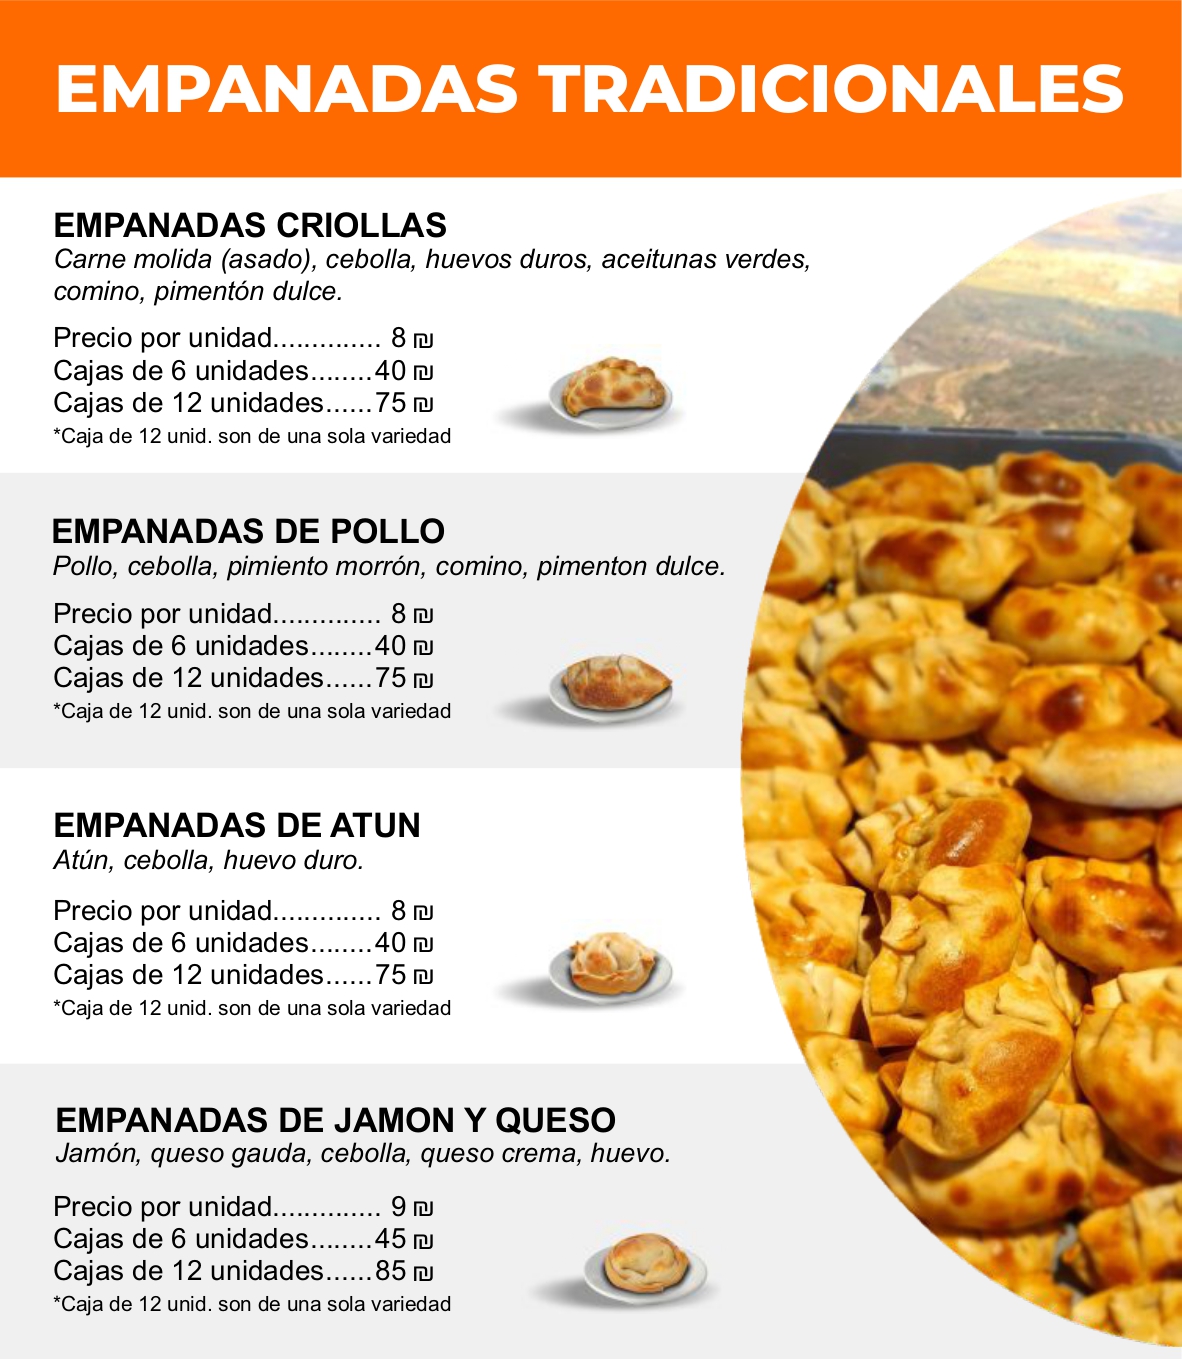 EMPANADAS TRADICIONALES
EMPANADAS CRIOLLAS
Carne molida (asado), cebolla, huevos duros, aceitunas verdes,
comino, pimentón dulce.
Precio por unidad.............. 8 ₪
Cajas de 6 unidades........40 ₪
Cajas de 12 unidades......75 ₪
*Caja de 12 unid. son de una sola variedad
EMPANADAS DE POLLO
Pollo, cebolla, pimiento morrón, comino, pimenton dulce.
Precio por unidad.............. 8 ₪
Cajas de 6 unidades........40 ₪
Cajas de 12 unidades......75 ₪
*Caja de 12 unid. son de una sola variedad
EMPANADAS DE ATUN
Atún, cebolla, huevo duro.
Precio por unidad.............. 8 ₪
Cajas de 6 unidades........40 ₪
Cajas de 12 unidades......75 ₪
*Caja de 12 unid. son de una sola variedad
EMPANADAS DE JAMON Y QUESO
Jamón, queso gauda, cebolla, queso crema, huevo.
Precio por unidad.............. 9 ₪
Cajas de 6 unidades........45 ₪
Cajas de 12 unidades......85 ₪
*Caja de 12 unid. son de una sola variedad